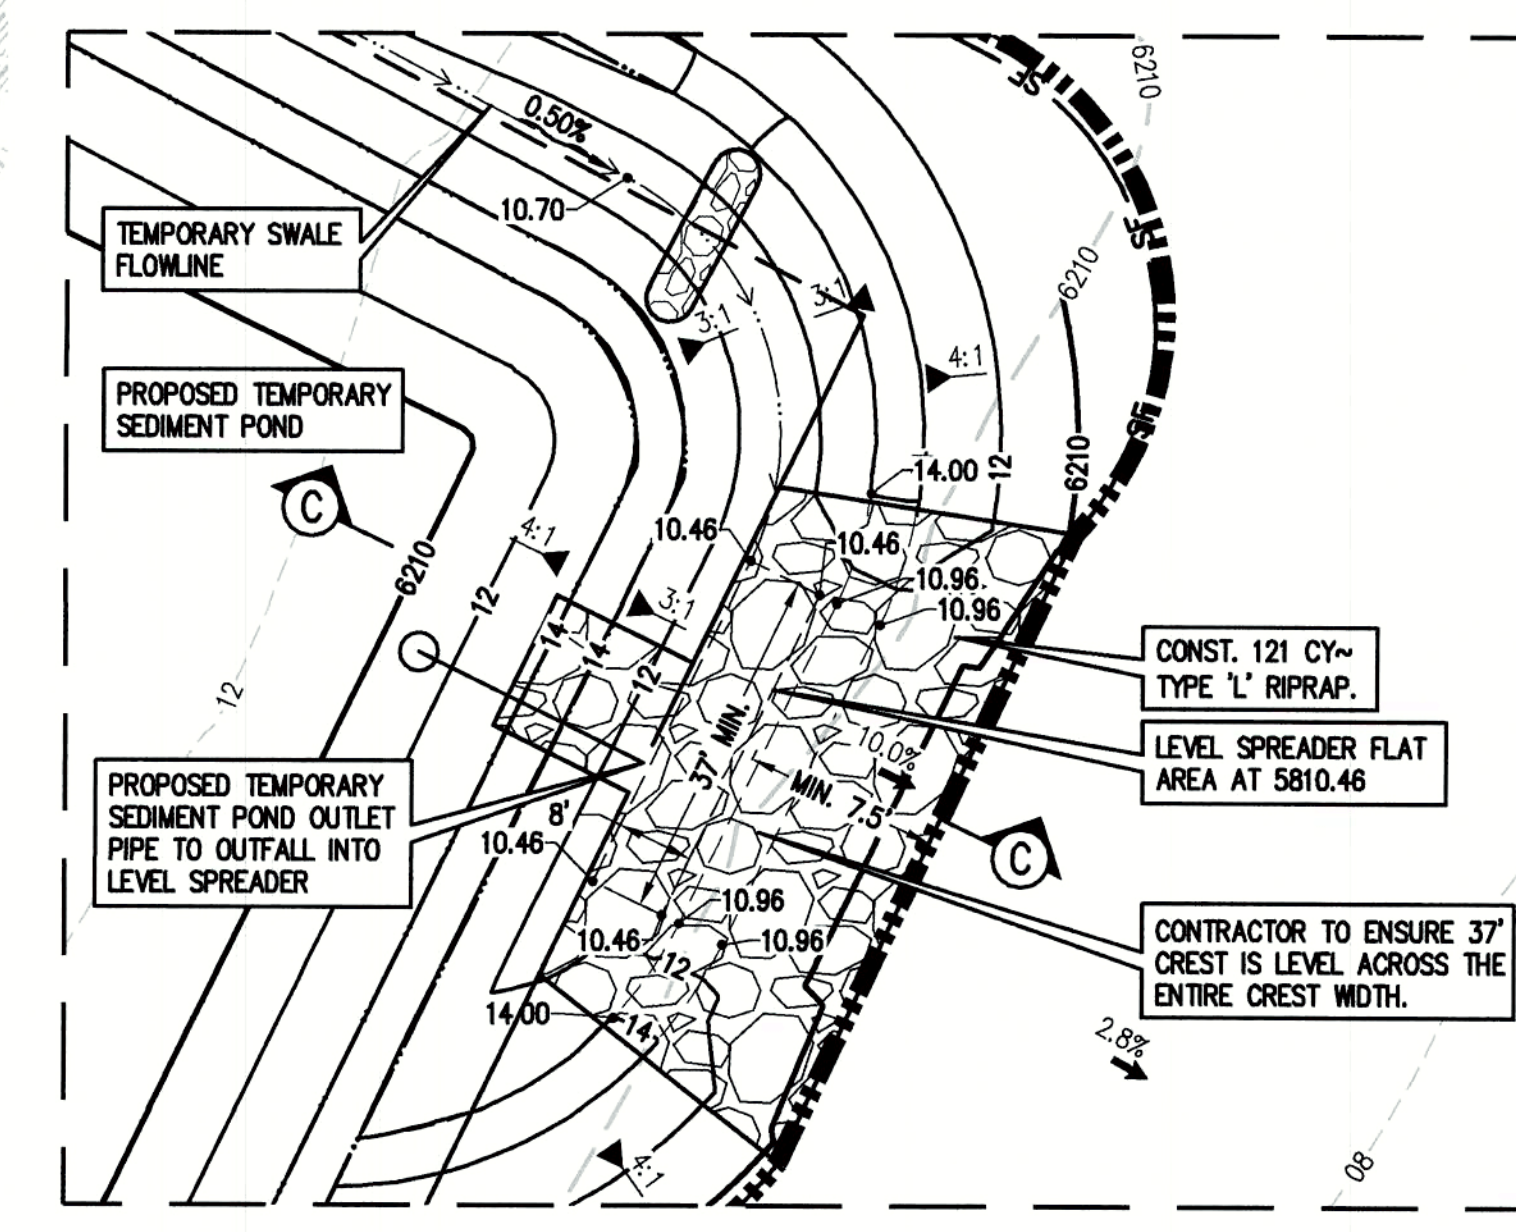 6210
SF
0.50%
10.70
TEMPORARY SWALE
FLOWLINE
SF
6210
3:1
3:1
4:1
PROPOSED TEMPORARY
SEDIMENT POND
SF
14.00
12
6210
C
10.46
10.46
4:1
6210
12
10.96
10.96
3:1
14
14
12
12
CONST. 121 CY~
TYPE 'L' RIPRAP.
37' MIN.
10.0%
LEVEL SPREADER FLAT
AREA AT 5810.46
MIN. 7.5'
PROPOSED TEMPORARY
SEDIMENT POND OUTLET
PIPE TO OUTFALL INTO
LEVEL SPREADER
8'
10.46
C
10.96
10.46
10.96
12
CONTRACTOR TO ENSURE 37'
CREST IS LEVEL ACROSS THE
ENTIRE CREST WIDTH.
14.00
14
2.8%
4:1
08